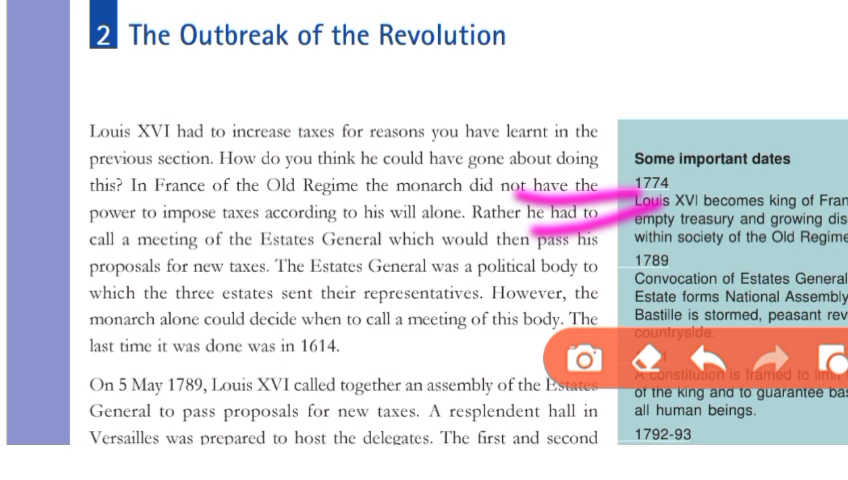 2 The Outbreak of the Revolution
Louis XVI had to increase taxes for reasons you have learnt in the
previous section. How do you think he could have gone about doing
this? In France of the Old Regime the monarch did not have the
power to impose taxes according to his will alone. Rather he had to
call a meeting of the Estates General which would then pass his
proposals for new taxes. The Estates General was a political body to
which the three estates sent their representatives. However, the
monarch alone could decide when to call a meeting of this body. The
last time it was done was in 1614.
On 5 May 1789, Louis XVI called together an assembly of the Estates
General to pass proposals for new taxes. A resplendent hall in
Versailles was prepared to host the delegates. The first and second
Some important dates
1774
Louis XVI becomes king of Fran
empty treasury and growing dis
within society of the Old Regime
1789
Convocation of Estates General
Estate forms National Assembly
Bastille is stormed, peasant rev
countryside.
A constitution is framed to limit
of the king and to guarantee bas
all human beings.
1792-93